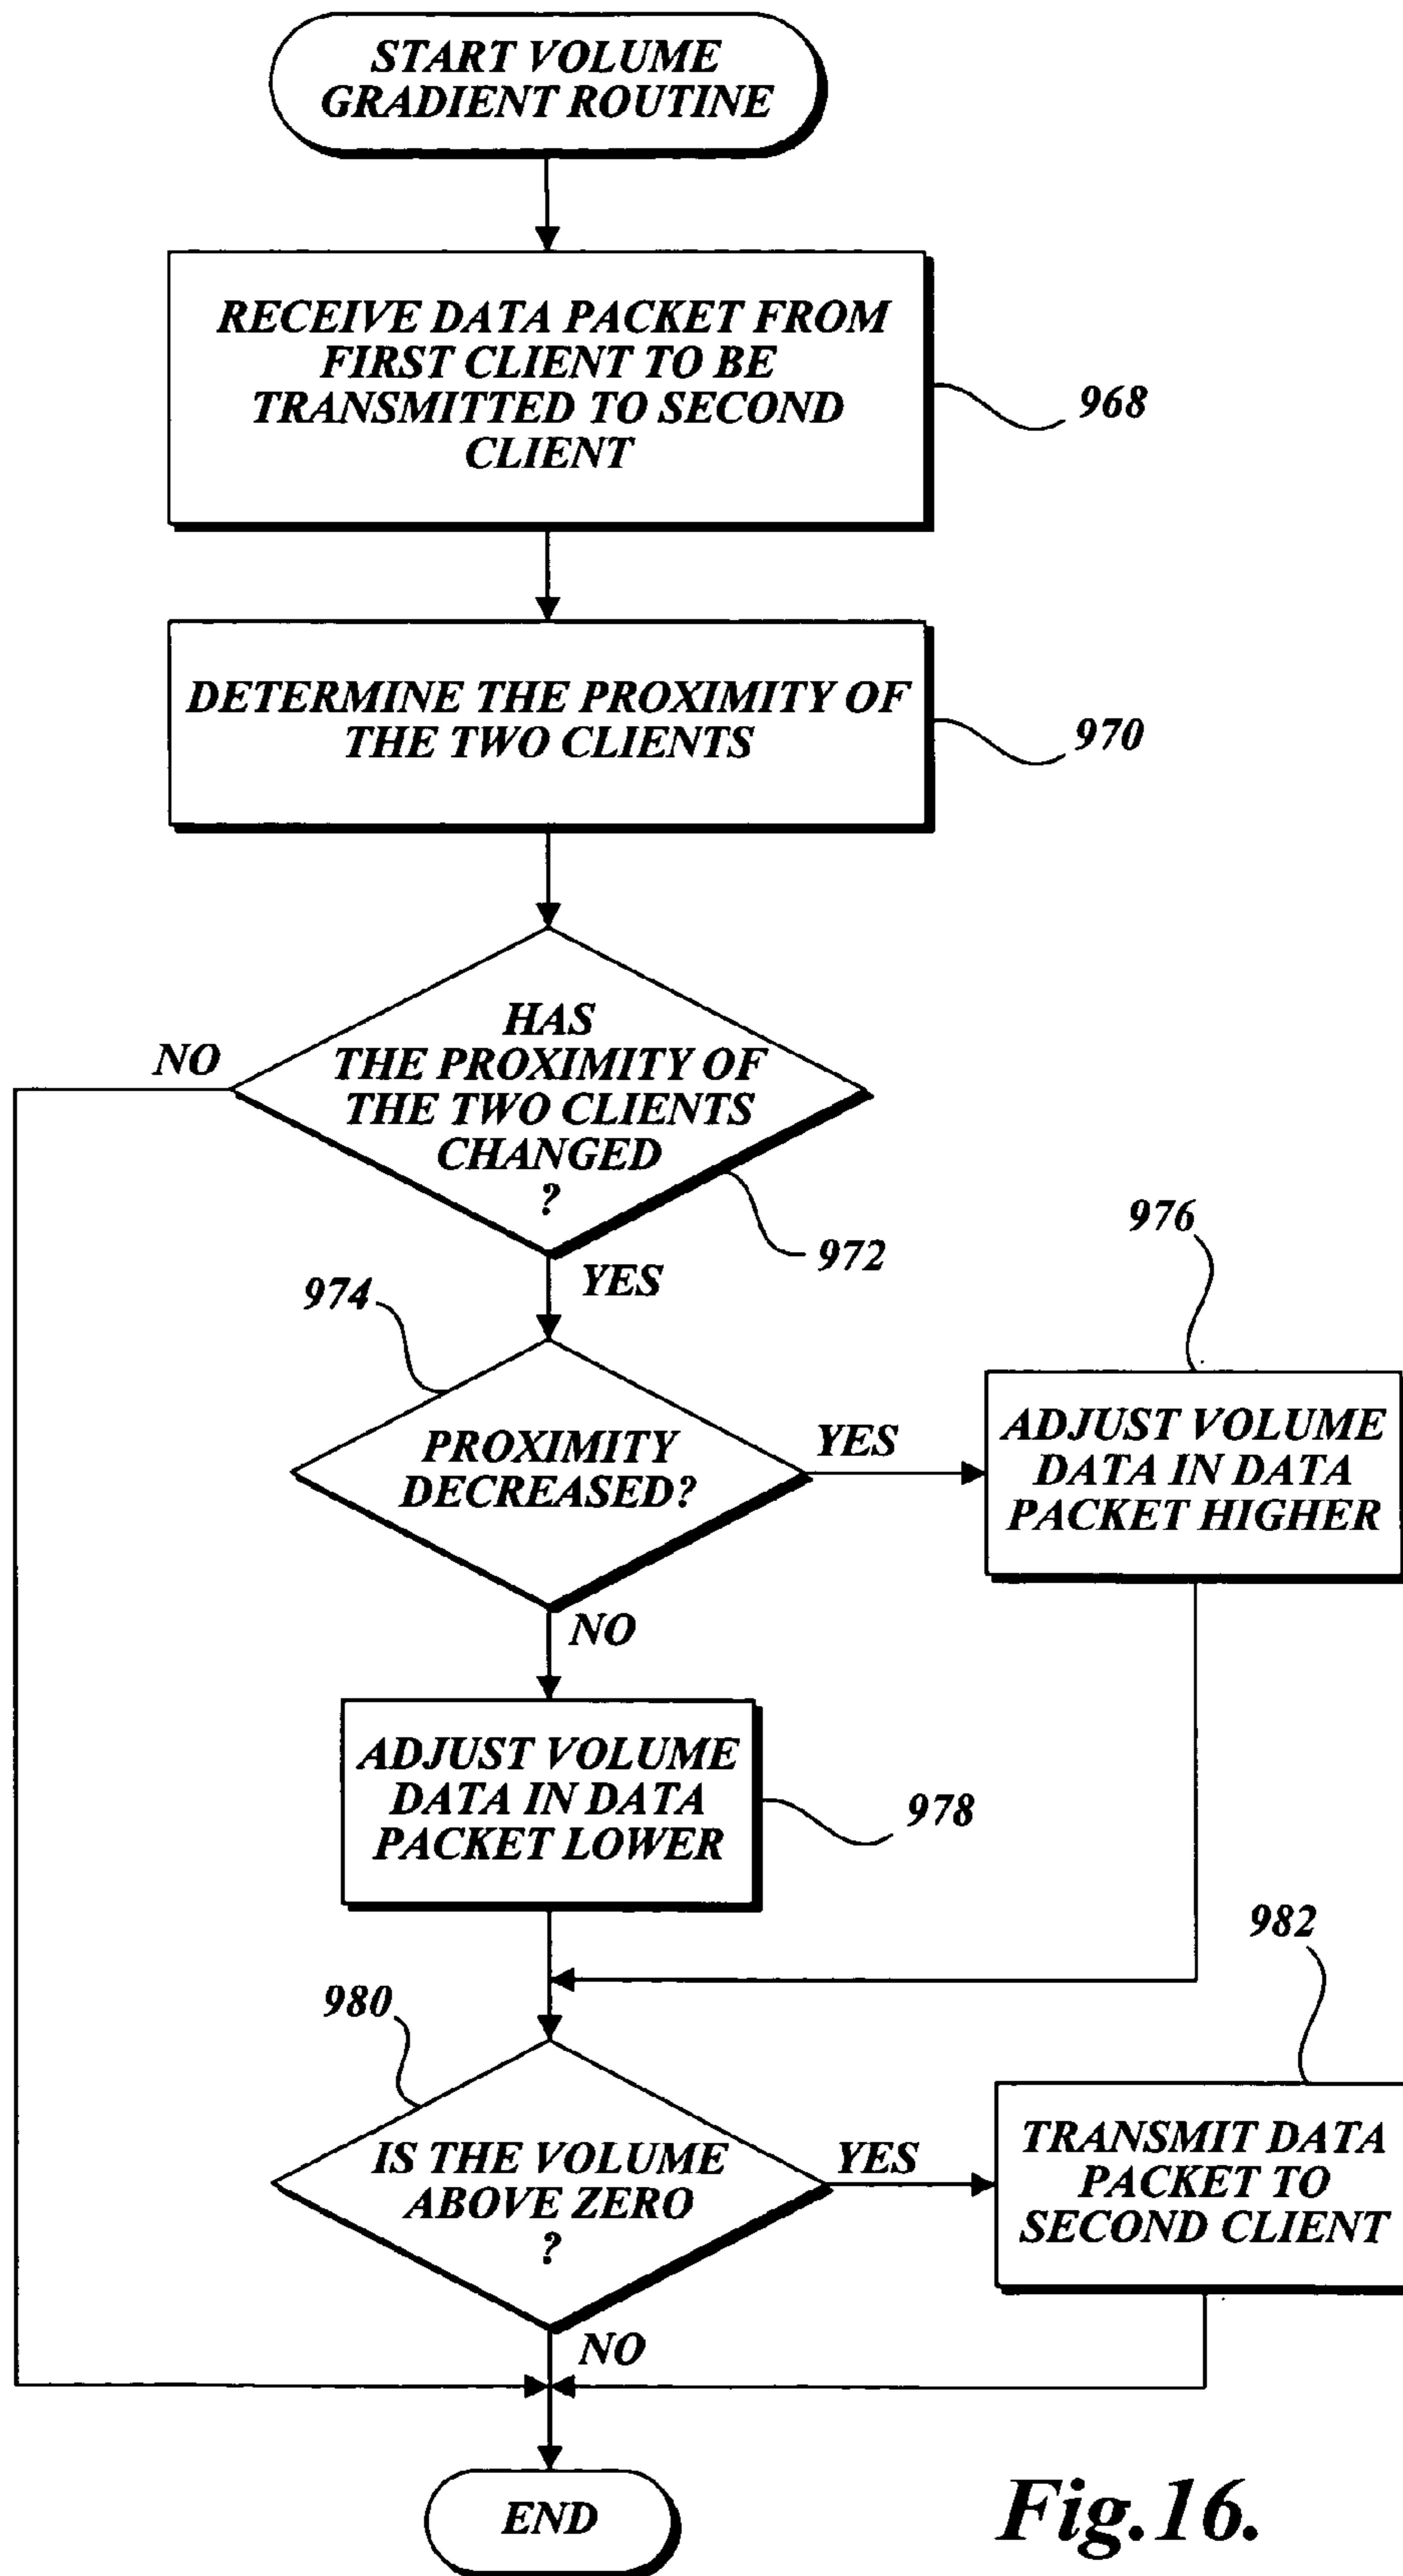 START VOLUME
GRADIENT ROUTINE
RECEIVE DATA PACKET FROM
FIRST CLIENT TO BE
TRANSMITTED TO SECOND
CLIENT
968
DETERMINE THE PROXIMITY OF
THE TWO CLIENTS
970
HAS
THE PROXIMITY OF
THE TWO CLIENTS
CHANGED
?
NO
972
YES
974
976
PROXIMITY
DECREASED?
YES
ADJUST VOLUME
DATA IN DATA
PACKET HIGHER
NO
ADJUST VOLUME
DATA IN DATA
PACKET LOWER
978
980
982
IS THE VOLUME
ABOVE ZERO
?
YES
TRANSMIT DATA
PACKET TO
SECOND CLIENT
NO
END
Fig.16.